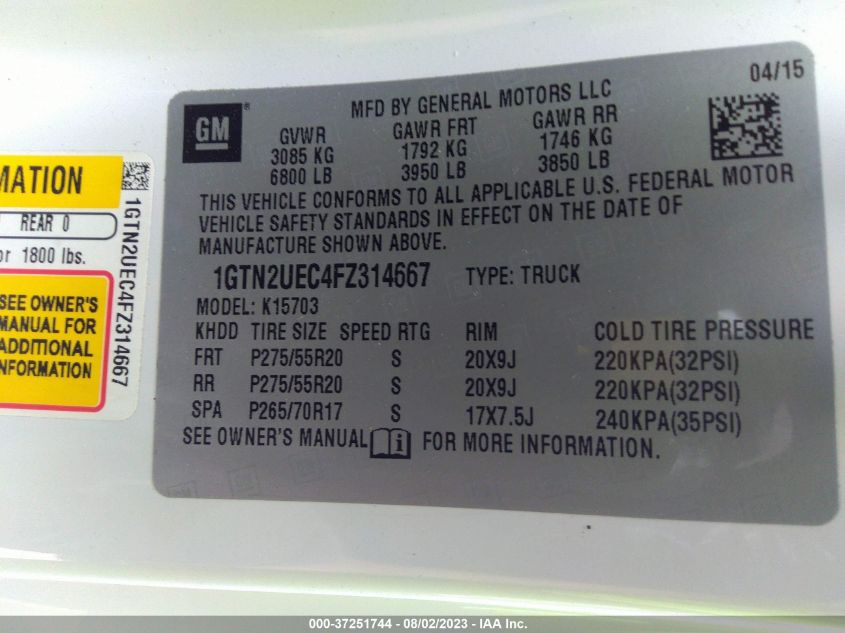 MATION
REAR 0
or 1800 lbs.
SEE OWNER'S
MANUAL FOR
ADDITIONAL
INFORMATION
1GTN2UEC4FZ314667
GM ®
MFD BY GENERAL MOTORS LLC
04/15
GVWR GAWR FRT GAWR RR
3085 KG 1792 KG 1746 KG
6800 LB 3950 LB 3850 LB
THIS VEHICLE CONFORMS TO ALL APPLICABLE U.S. FEDERAL MOTOR
VEHICLE SAFETY STANDARDS IN EFFECT ON THE DATE OF
MANUFACTURE SHOWN ABOVE.
1GTN2UEC4FZ314667 TYPE: TRUCK
MODEL: K15703
KHDD TIRE SIZE SPEED RTG RIM COLD TIRE PRESSURE
FRT P275/55R20 S 20X9J 220KPA(32PSI)
RR P275/55R20 S 20X9J 220KPA(32PSI)
SPA P265/70R17 S 17X7.5J 240KPA(35PSI)
SEE OWNER'S MANUAL i FOR MORE INFORMATION.
000-37251744 - 08/02/2023 - IAA Inc.